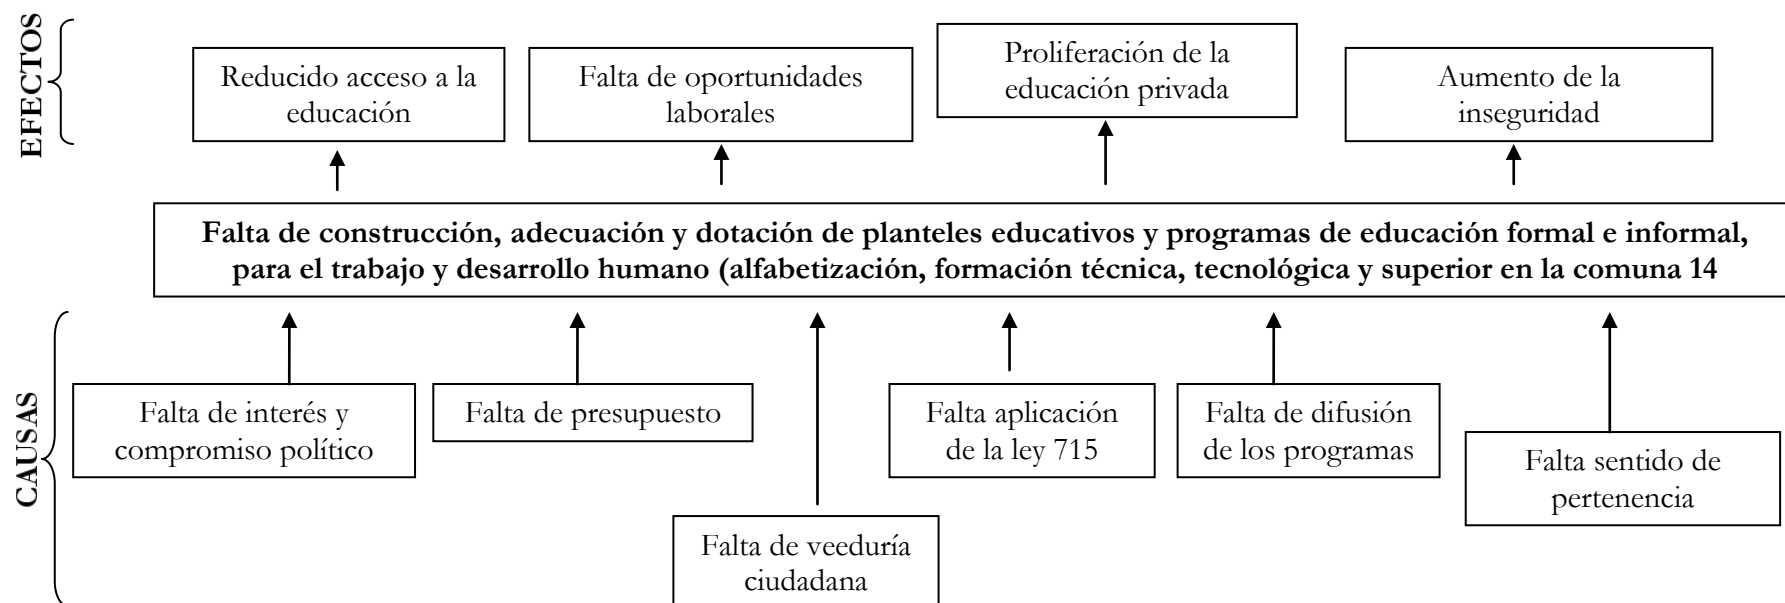 EFECTOS
Reducido acceso a la
educación
Falta de oportunidades
laborales
Proliferación de la
educación privada
Aumento de la
inseguridad
Falta de construcción, adecuación y dotación de planteles educativos y programas de educación formal e informal,
para el trabajo y desarrollo humano (alfabetización, formación técnica, tecnológica y superior en la comuna 14
CAUSAS
Falta de interés y
compromiso político
Falta de presupuesto
Falta de veeduría
ciudadana
Falta aplicación
de la ley 715
Falta de difusión
de los programas
Falta sentido de
pertenencia